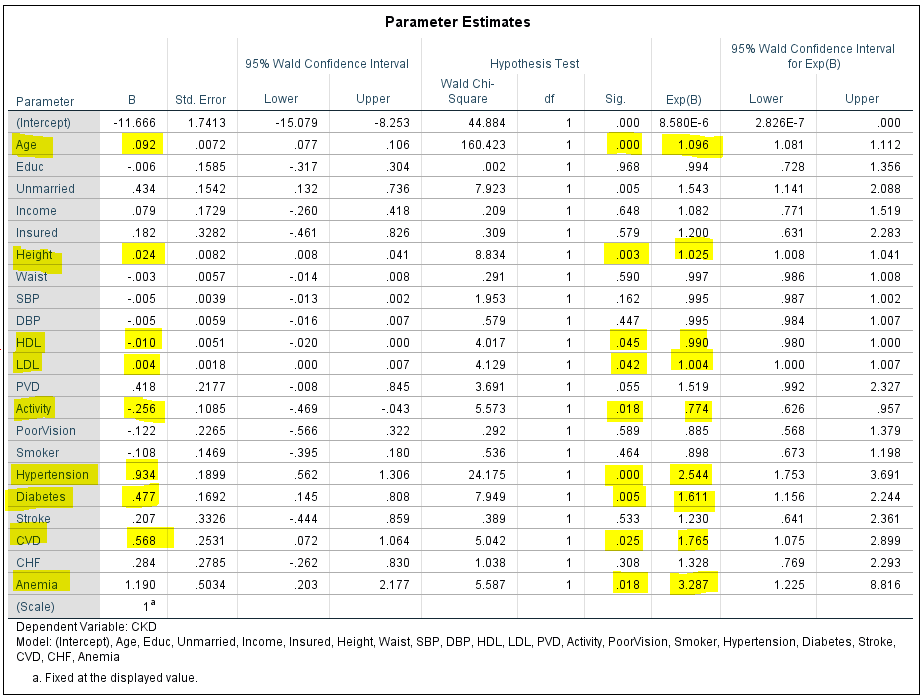 Parameter Estimates
95% Wald Confidence Interval Hypothesis Test 95% Wald Confidence Interval for Exp(B)
Parameter B Std. Error Lower Upper Wald Chi-Square df Sig. Exp(B) Lower Upper
(Intercept) -11.666 1.7413 -15.079 -8.253 44.884 1 .000 8.580E-6 2.826E-7 .000
Age .092 .0072 .077 .106 160.423 1 .000 1.096 1.081 1.112
Educ -.006 .1585 -.317 .304 .002 1 .968 .994 .728 1.356
Unmarried .434 .1542 .132 .736 7.923 1 .005 1.543 1.141 2.088
Income .079 .1729 -.260 .418 .209 1 .648 1.082 .771 1.519
Insured .182 .3282 -.461 .826 .309 1 .579 1.200 .631 2.283
Height .024 .0082 .008 .041 8.834 1 .003 1.025 1.008 1.041
Waist -.003 .0057 -.014 .008 .291 1 .590 .997 .986 1.008
SBP -.005 .0039 -.013 .002 1.953 1 .162 .995 .987 1.002
DBP -.005 .0059 -.016 .007 .579 1 .447 .995 .984 1.007
HDL -.010 .0051 -.020 .000 4.017 1 .045 .990 .980 1.000
LDL .004 .0018 .000 .007 4.129 1 .042 1.004 1.000 1.007
PVD .418 .2177 -.008 .845 3.691 1 .055 1.519 .992 2.327
Activity -.256 .1085 -.469 -.043 5.573 1 .018 .774 .626 .957
PoorVision -.122 .2265 -.566 .322 .292 1 .589 .885 .568 1.379
Smoker -.108 .1469 -.395 .180 .536 1 .464 .898 .673 1.198
Hypertension .934 .1899 .562 1.306 24.175 1 .000 2.544 1.753 3.691
Diabetes .477 .1692 .145 .808 7.949 1 .005 1.611 1.156 2.244
Stroke .207 .3326 -.444 .859 .389 1 .533 1.230 .641 2.361
CVD .568 .2531 .072 1.064 5.042 1 .025 1.765 1.075 2.899
CHF .284 .2785 -.262 .830 1.038 1 .308 1.328 .769 2.293
Anemia 1.190 .5034 .203 2.177 5.587 1 .018 3.287 1.225 8.816
(Scale) 1a
Dependent Variable: CKD
Model: (Intercept), Age, Educ, Unmarried, Income, Insured, Height, Waist, SBP, DBP, HDL, LDL, PVD, Activity, PoorVision, Smoker, Hypertension, Diabetes, Stroke,
CVD, CHF, Anemia
a. Fixed at the displayed value.